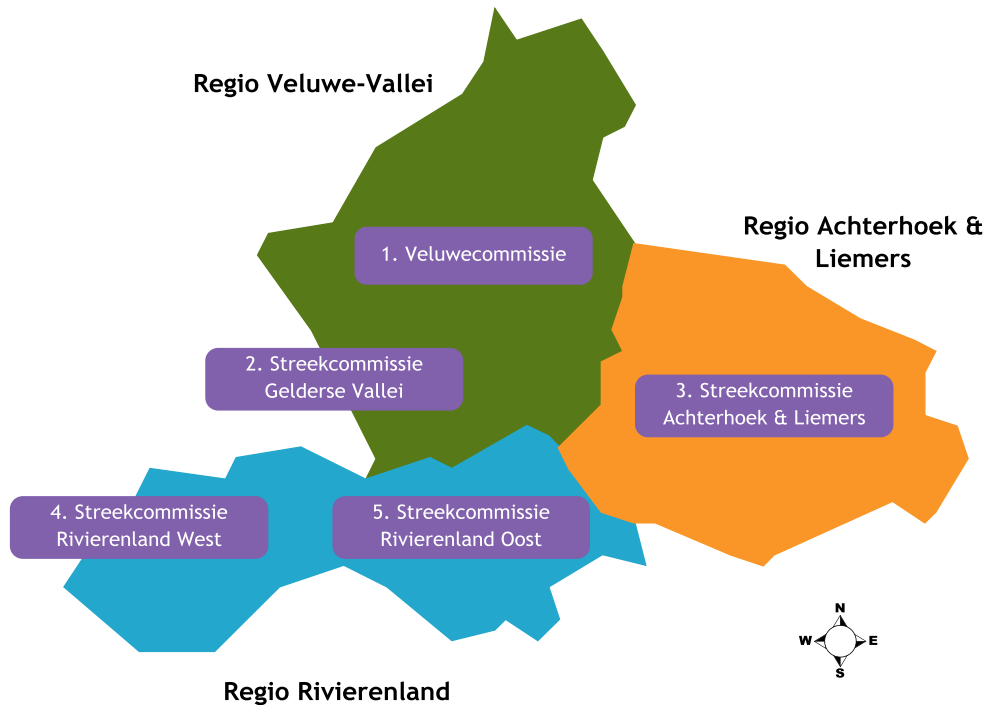 Regio Veluwe-Vallei
Regio Achterhoek &
Liemers
1. Veluwecommissie
2. Streekcommissie
Gelderse Vallei
3. Streekcommissie
Achterhoek & Liemers
4. Streekcommissie
Rivierenland West
5. Streekcommissie
Rivierenland Oost
N
W E
S
Regio Rivierenland